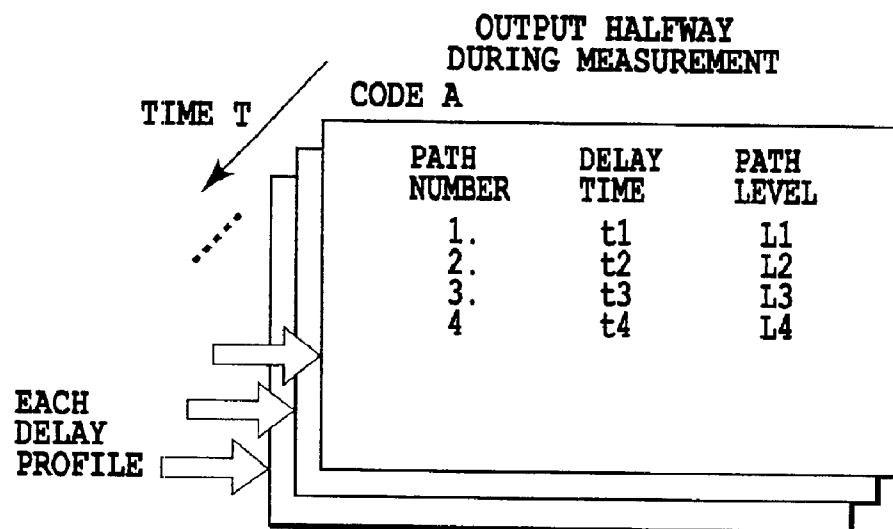 OUTPUT HALFWAY
DURING MEASUREMENT
TIME T
CODE A
PATH NUMBER DELAY TIME PATH LEVEL
1. t1 L1
2. t2 L2
3. t3 L3
4 t4 L4
EACH
DELAY
PROFILE